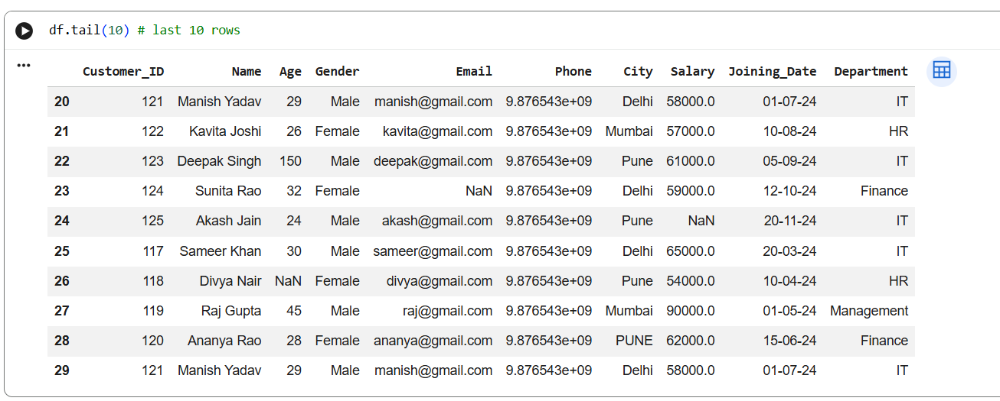 df.tail(10) # last 10 rows
Customer_ID Name Age Gender Email Phone City Salary Joining_Date Department
20 121 Manish Yadav 29 Male manish@gmail.com 9.876543e+09 Delhi 58000.0 01-07-24 IT
21 122 Kavita Joshi 26 Female kavita@gmail.com 9.876543e+09 Mumbai 57000.0 10-08-24 HR
22 123 Deepak Singh 150 Male deepak@gmail.com 9.876543e+09 Pune 61000.0 05-09-24 IT
23 124 Sunita Rao 32 Female NaN 9.876543e+09 Delhi 59000.0 12-10-24 Finance
24 125 Akash Jain 24 Male akash@gmail.com 9.876543e+09 Pune NaN 20-11-24 IT
25 117 Sameer Khan 30 Male sameer@gmail.com 9.876543e+09 Delhi 65000.0 20-03-24 IT
26 118 Divya Nair NaN Female divya@gmail.com 9.876543e+09 Pune 54000.0 10-04-24 HR
27 119 Raj Gupta 45 Male raj@gmail.com 9.876543e+09 Mumbai 90000.0 01-05-24 Management
28 120 Ananya Rao 28 Female ananya@gmail.com 9.876543e+09 PUNE 62000.0 15-06-24 Finance
29 121 Manish Yadav 29 Male manish@gmail.com 9.876543e+09 Delhi 58000.0 01-07-24 IT